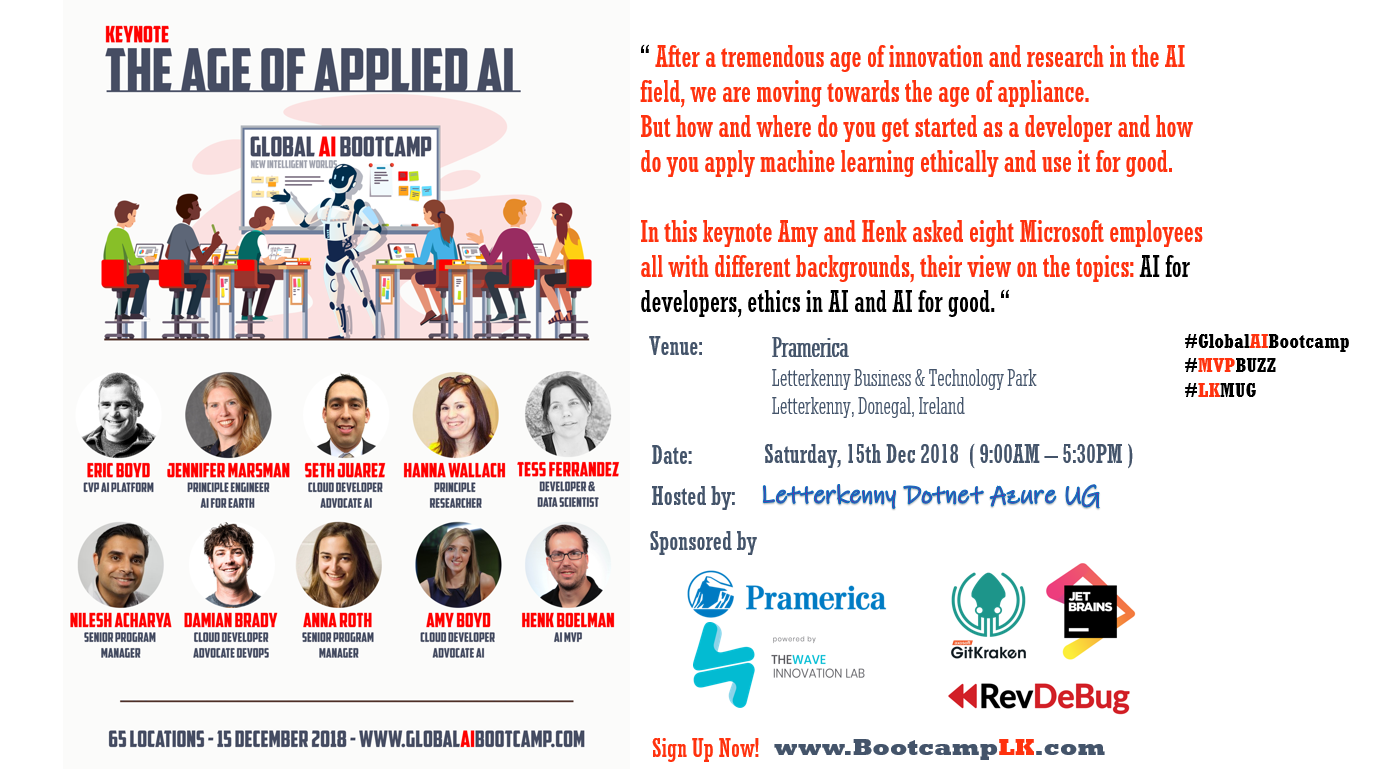 KEYNOTE
THE AGE OF APPLIED AI
GLOBAL AI BOOTCAMP
NEW INTELLIGENT WORLDS
ERIC BOYD
CVP AI PLATFORM
JENNIFER MARSMAN
PRINCIPLE ENGINEER
AI FOR EARTH
SETH JUAREZ
CLOUD DEVELOPER
ADVOCATE AI
HANNA WALLACH
PRINCIPLE
RESEARCHER
TESS FERRANDEZ
DEVELOPER &
DATA SCIENTIST
NILESH ACHARYA
SENIOR PROGRAM
MANAGER
DAMIAN BRADY
CLOUD DEVELOPER
ADVOCATE DEVOPS
ANNA ROTH
SENIOR PROGRAM
MANAGER
AMY BOYD
CLOUD DEVELOPER
ADVOCATE AI
HENK BOELMAN
AI MVP
65 LOCATIONS - 15 DECEMBER 2018 - WWW.GLOBALAIBOOTCAMP.COM
“ After a tremendous age of innovation and research in the AI
field, we are moving towards the age of appliance.
But how and where do you get started as a developer and how
do you apply machine learning ethically and use it for good.
In this keynote Amy and Henk asked eight Microsoft employees
all with different backgrounds, their view on the topics: AI for
developers, ethics in AI and AI for good. “
#GlobalAIBootcamp
#MVPBUZZ
#LKMUG
Venue: Pramerica
Letterkenny Business & Technology Park
Letterkenny, Donegal, Ireland
Date: Saturday, 15th Dec 2018 ( 9:00AM – 5:30PM )
Hosted by: Letterkenny Dotnet Azure UG
Sponsored by
Pramerica
powered by
THEWAVE
INNOVATION LAB
GitKraken
JET
BRAINS
RevDeBug
Sign Up Now! www.BootcampLK.com